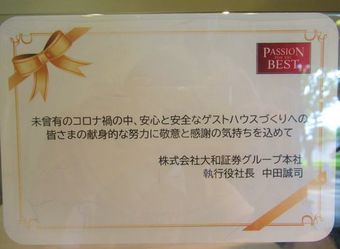 PASSION
BEST
未曾有のコロナ禍の中、安心と安全なゲストハウスづくりへの
皆さまの献身的な努力に敬意と感謝の気持ちを込めて
株式会社大和証券グループ本社
執行役社長 中田誠司